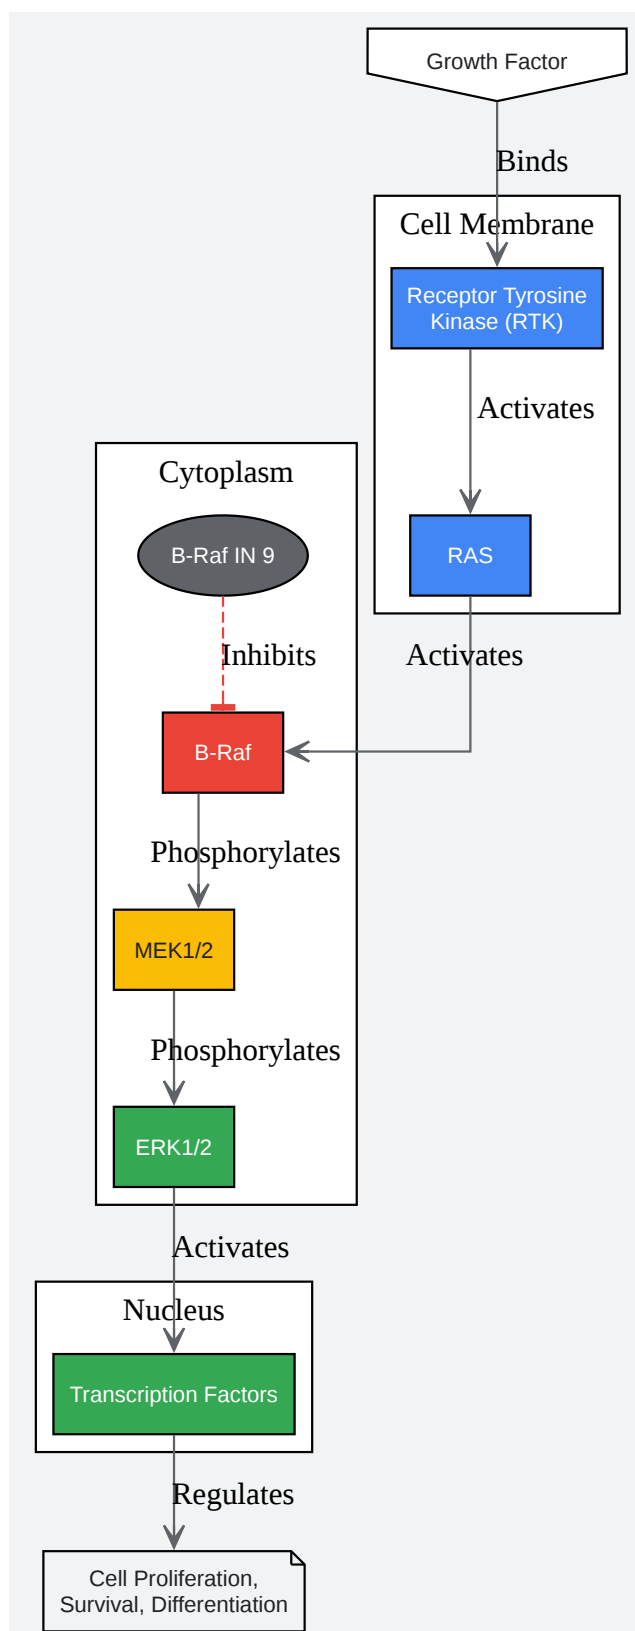 Growth Factor
Binds
Cell Membrane
Receptor Tyrosine
Kinase (RTK)
Activates
Cytoplasm
B-Raf IN 9
RAS
Inhibits
Activates
B-Raf
Phosphorylates
MEK1/2
Phosphorylates
ERK1/2
Activates
Nucleus
Transcription Factors
Regulates
Cell Proliferation,
Survival, Differentiation